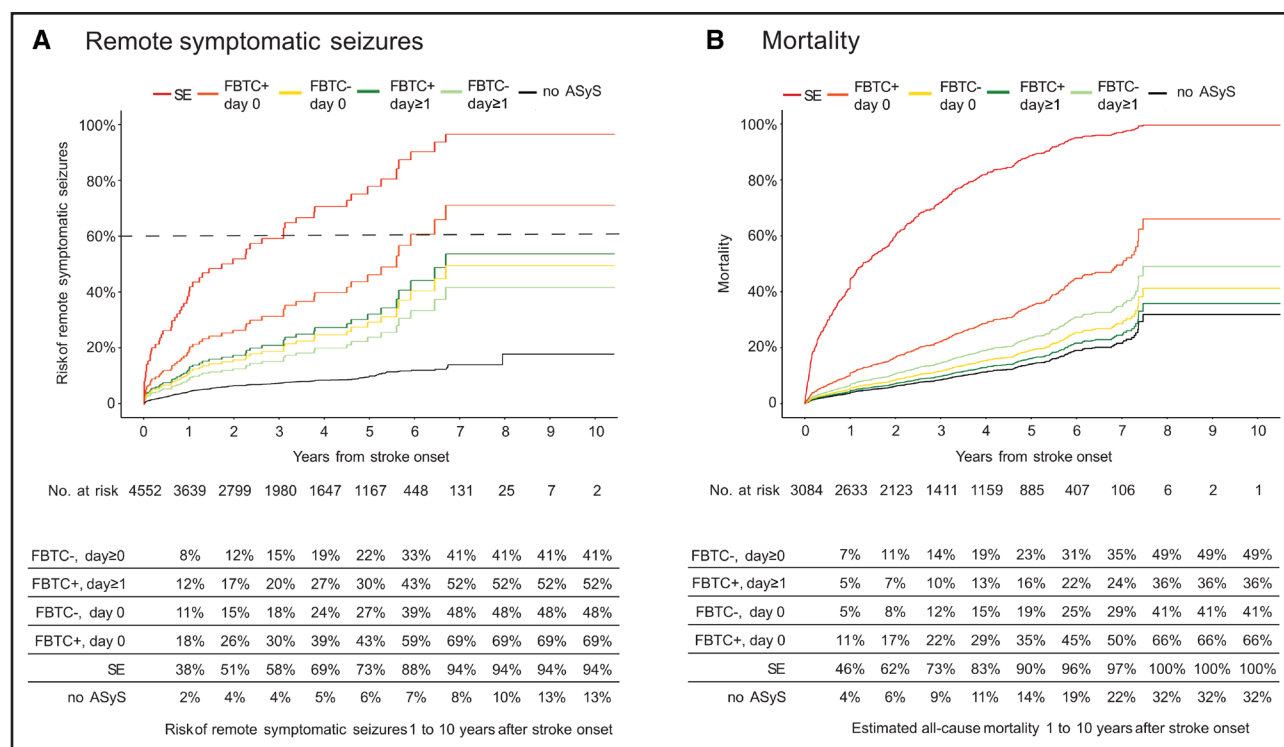 A Remote symptomatic seizures
SE FBTC+ day 0 FBTC- day 0 FBTC+ day≥1 FBTC- day≥1 no ASyS
Riskof remote symptomatic seizures
100%
80%
60%
40%
20%
0
0 1 2 3 4 5 6 7 8 9 10
Years from stroke onset
No. at risk 4552 3639 2799 1980 1647 1167 448 131 25 7 2
FBTC-, day≥0 8% 12% 15% 19% 22% 33% 41% 41% 41% 41%
FBTC+, day≥1 12% 17% 20% 27% 30% 43% 52% 52% 52% 52%
FBTC-, day 0 11% 15% 18% 24% 27% 39% 48% 48% 48% 48%
FBTC+, day 0 18% 26% 30% 39% 43% 59% 69% 69% 69% 69%
SE 38% 51% 58% 69% 73% 88% 94% 94% 94% 94%
no ASyS 2% 4% 4% 5% 6% 7% 8% 10% 13% 13%
Riskof remote symptomatic seizures 1 to 10 years after stroke onset
B Mortality
SE FBTC+ day 0 FBTC- day 0 FBTC+ day≥1 FBTC- day≥1 no ASyS
Mortality
100%
80%
60%
40%
20%
0
0 1 2 3 4 5 6 7 8 9 10
Years from stroke onset
No. at risk 3084 2633 2123 1411 1159 885 407 106 6 2 1
FBTC-, day≥0 7% 11% 14% 19% 23% 31% 35% 49% 49% 49%
FBTC+, day≥1 5% 7% 10% 13% 16% 22% 24% 36% 36% 36%
FBTC-, day 0 5% 8% 12% 15% 19% 25% 29% 41% 41% 41%
FBTC+, day 0 11% 17% 22% 29% 35% 45% 50% 66% 66% 66%
SE 46% 62% 73% 83% 90% 96% 97% 100% 100% 100%
no ASyS 4% 6% 9% 11% 14% 19% 22% 32% 32% 32%
Estimated all-cause mortality 1 to 10 years after stroke onset